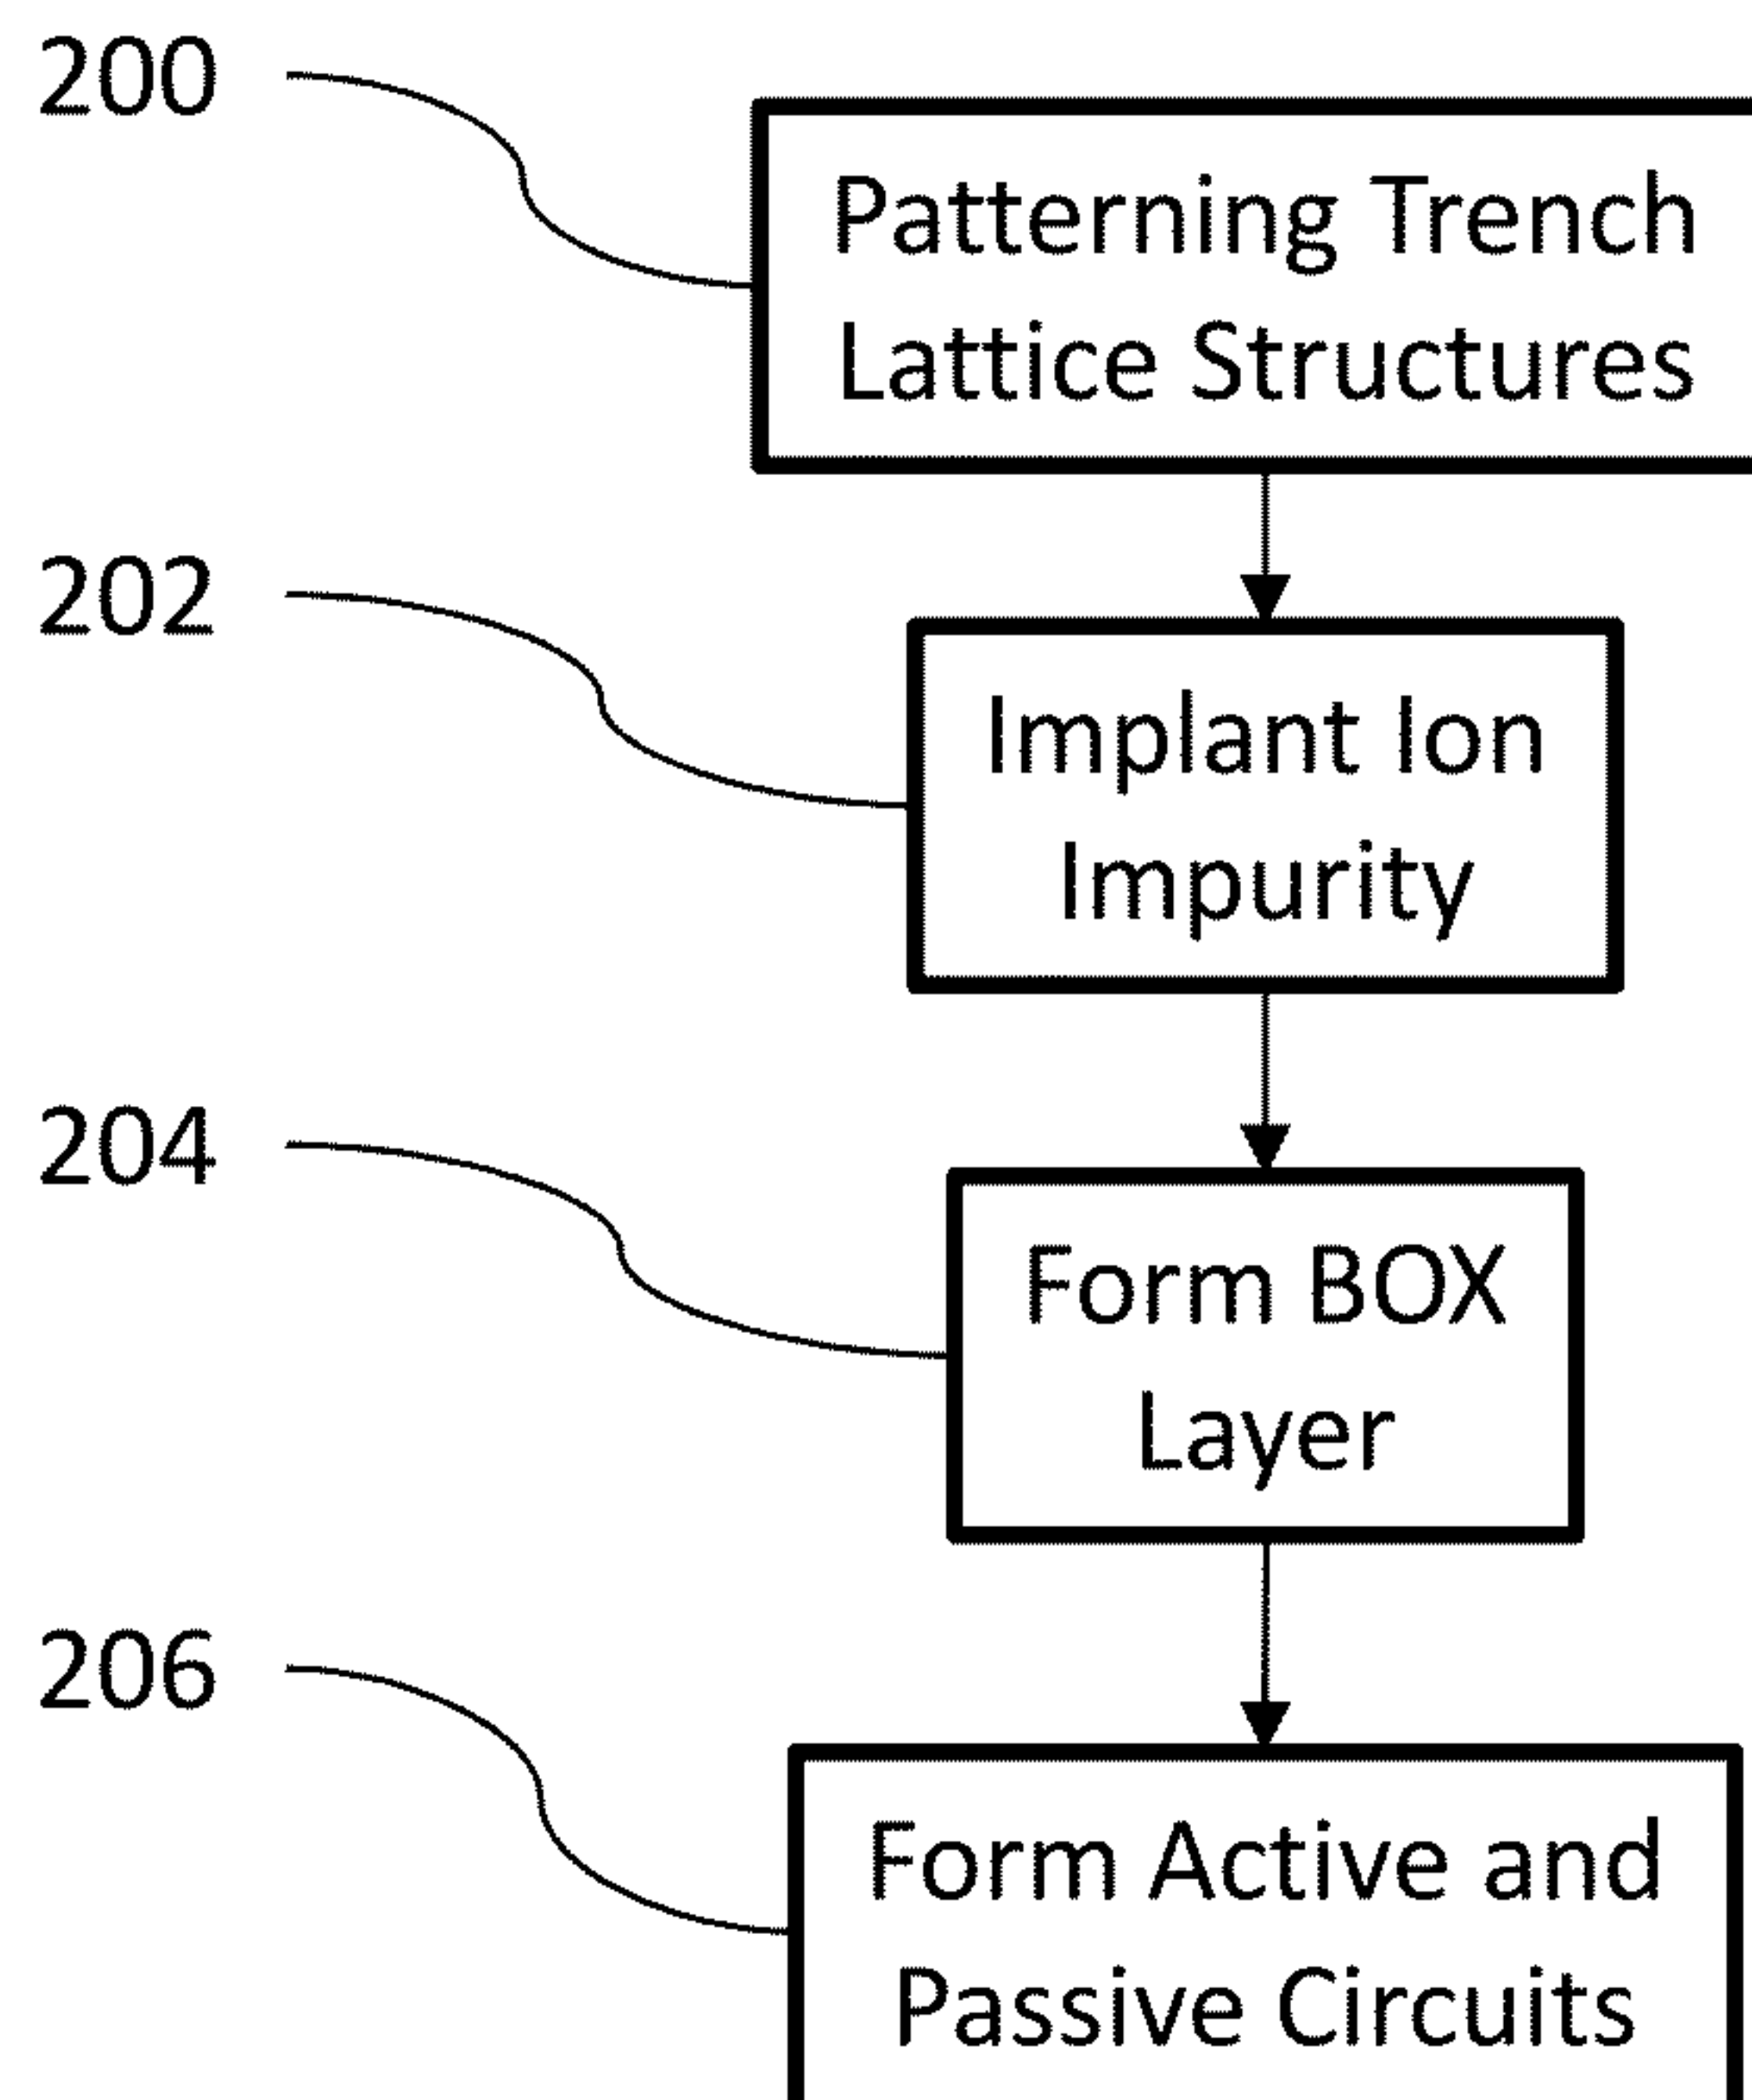 200
Patterning Trench
Lattice Structures
202
Implant Ion
Impurity
204
Form BOX
Layer
206
Form Active and
Passive Circuits